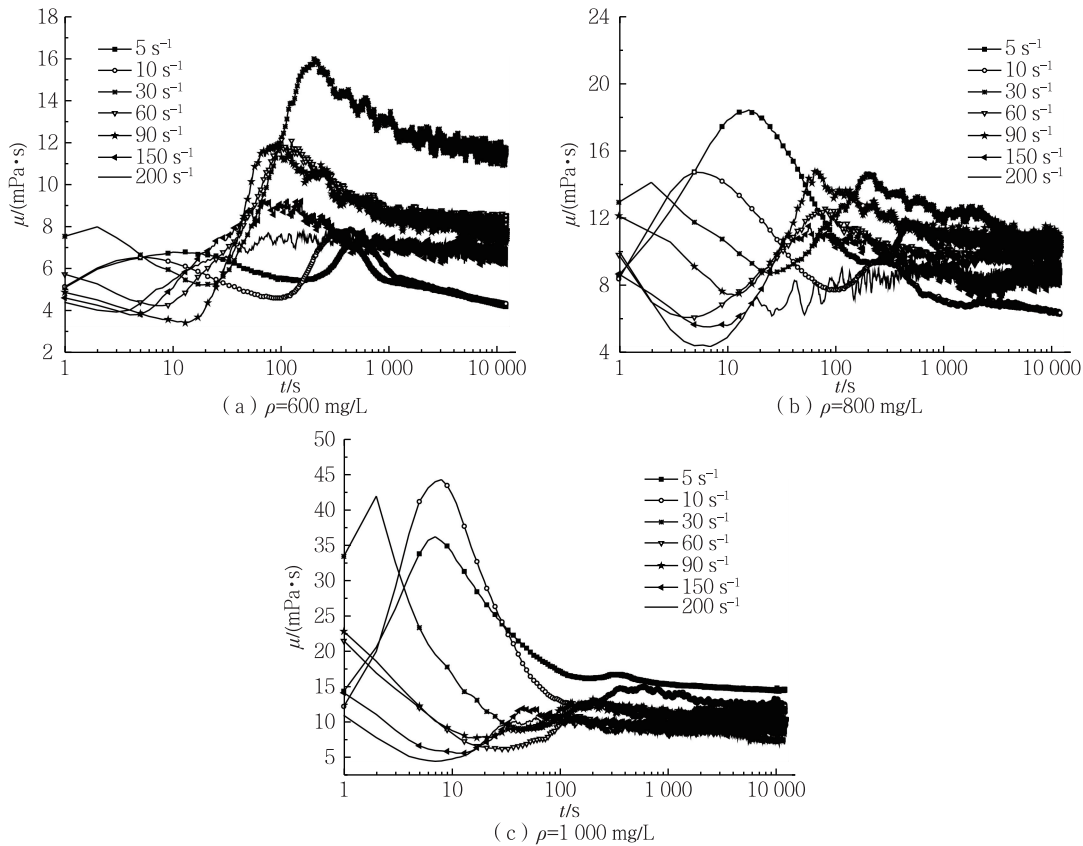 18
16
14
12
10
8
6
4
2
μ/(mPa•s)
5 s⁻¹
10 s⁻¹
30 s⁻¹
60 s⁻¹
90 s⁻¹
150 s⁻¹
200 s⁻¹
1 10 100 1 000 10 000
t/s
(a) ρ=600 mg/L
24
20
16
12
8
4
μ/(mPa•s)
5 s⁻¹
10 s⁻¹
30 s⁻¹
60 s⁻¹
90 s⁻¹
150 s⁻¹
200 s⁻¹
1 10 100 1 000 10 000
t/s
(b) ρ=800 mg/L
50
45
40
35
30
25
20
15
10
5
μ/(mPa•s)
5 s⁻¹
10 s⁻¹
30 s⁻¹
60 s⁻¹
90 s⁻¹
150 s⁻¹
200 s⁻¹
1 10 100 1 000 10 000
t/s
(c) ρ=1 000 mg/L